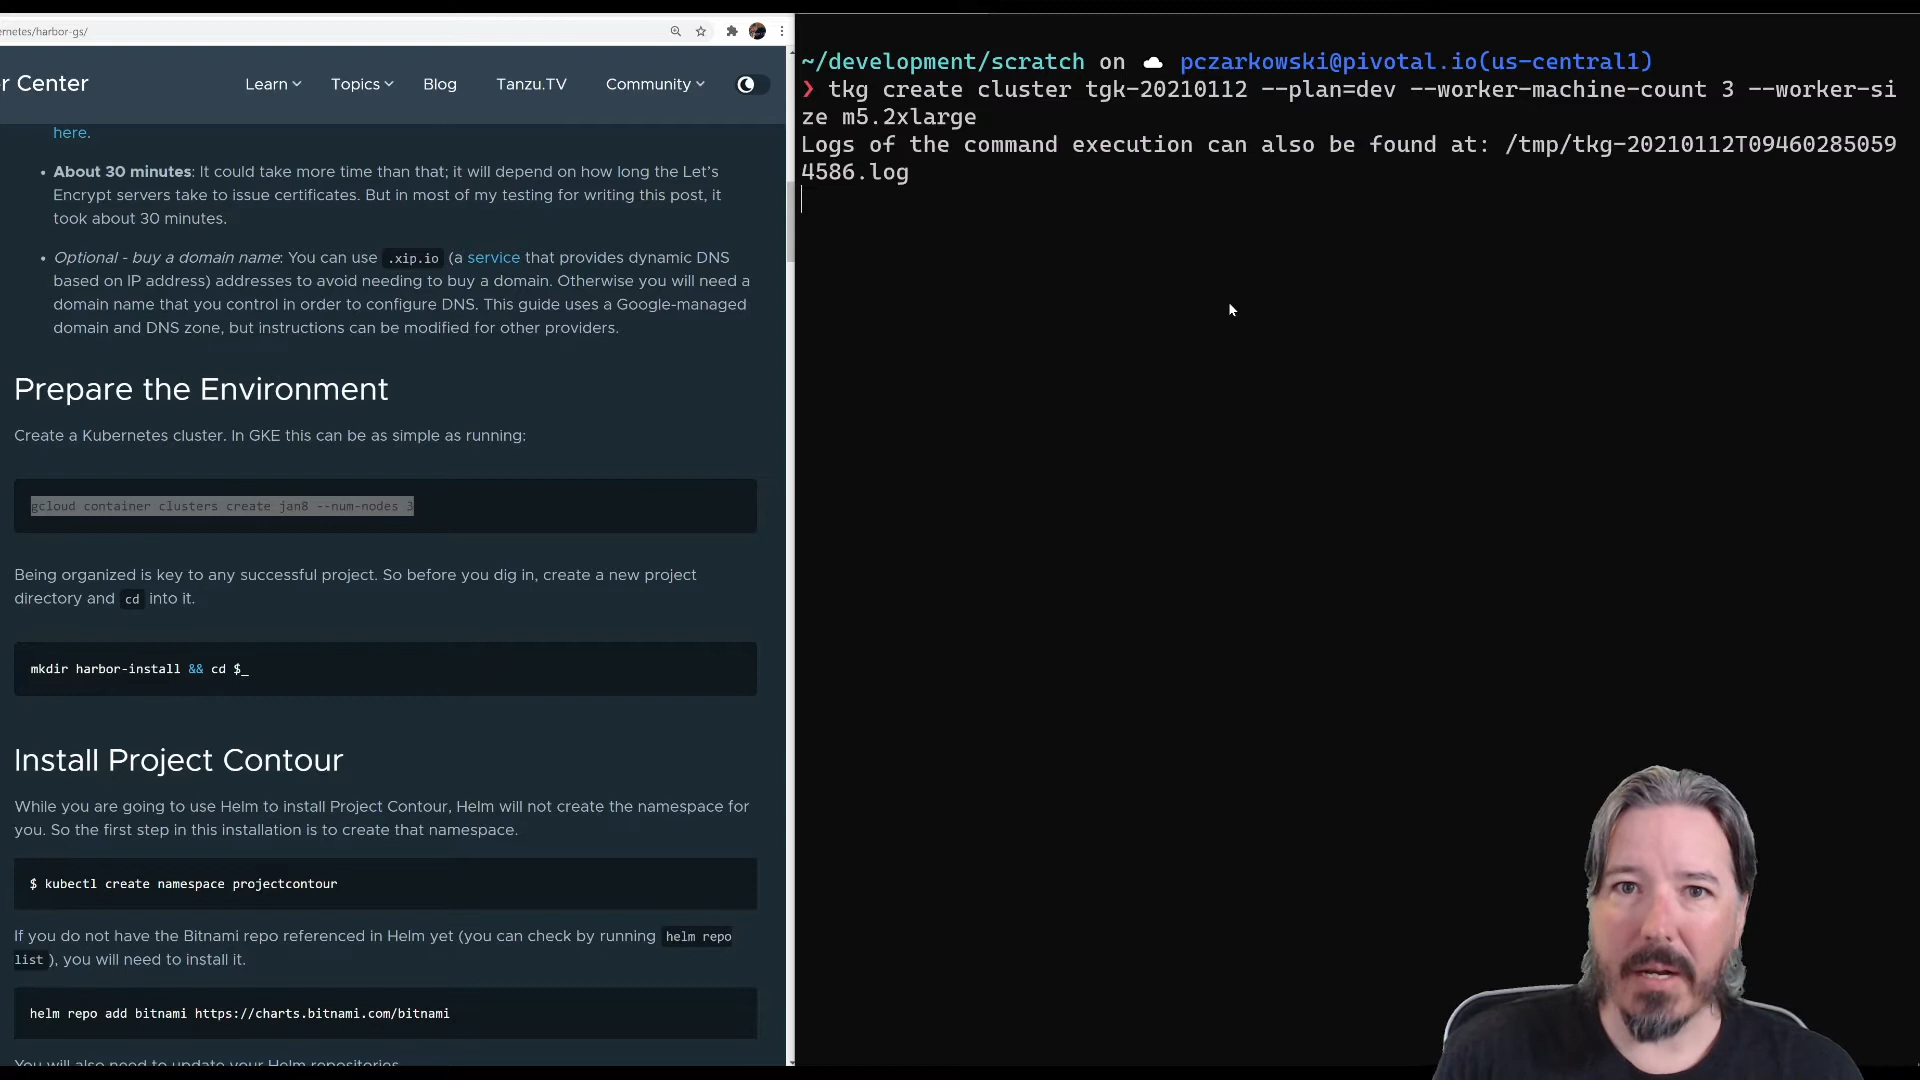 ernetes/harbor-gs/
r Center
Learn
Topics
Blog
Tanzu.TV
Community
here.
• About 30 minutes: It could take more time than that; it will depend on how long the Let's
Encrypt servers take to issue certificates. But in most of my testing for writing this post, it
took about 30 minutes.
• Optional - buy a domain name: You can use .xip.io (a service that provides dynamic DNS
based on IP address) addresses to avoid needing to buy a domain. Otherwise you will need a
domain name that you control in order to configure DNS. This guide uses a Google-managed
domain and DNS zone, but instructions can be modified for other providers.
Prepare the Environment
Create a Kubernetes cluster. In GKE this can be as simple as running:
gcloud container clusters create jan8 --num-nodes 3
Being organized is key to any successful project. So before you dig in, create a new project
directory and cd into it.
mkdir harbor-install && cd $_
Install Project Contour
While you are going to use Helm to install Project Contour, Helm will not create the namespace for
you. So the first step in this installation is to create that namespace.
$ kubectl create namespace projectcontour
If you do not have the Bitnami repo referenced in Helm yet (you can check by running helm repo
list), you will need to install it.
helm repo add bitnami https://charts.bitnami.com/bitnami
You will also need to update your Helm repositories.
~/development/scratch on pczarkowski@pivotal.io(us-central1)
❯ tkg create cluster tgk-20210112 --plan=dev --worker-machine-count 3 --worker-si
ze m5.2xlarge
Logs of the command execution can also be found at: /tmp/tkg-20210112T09460285059
4586.log